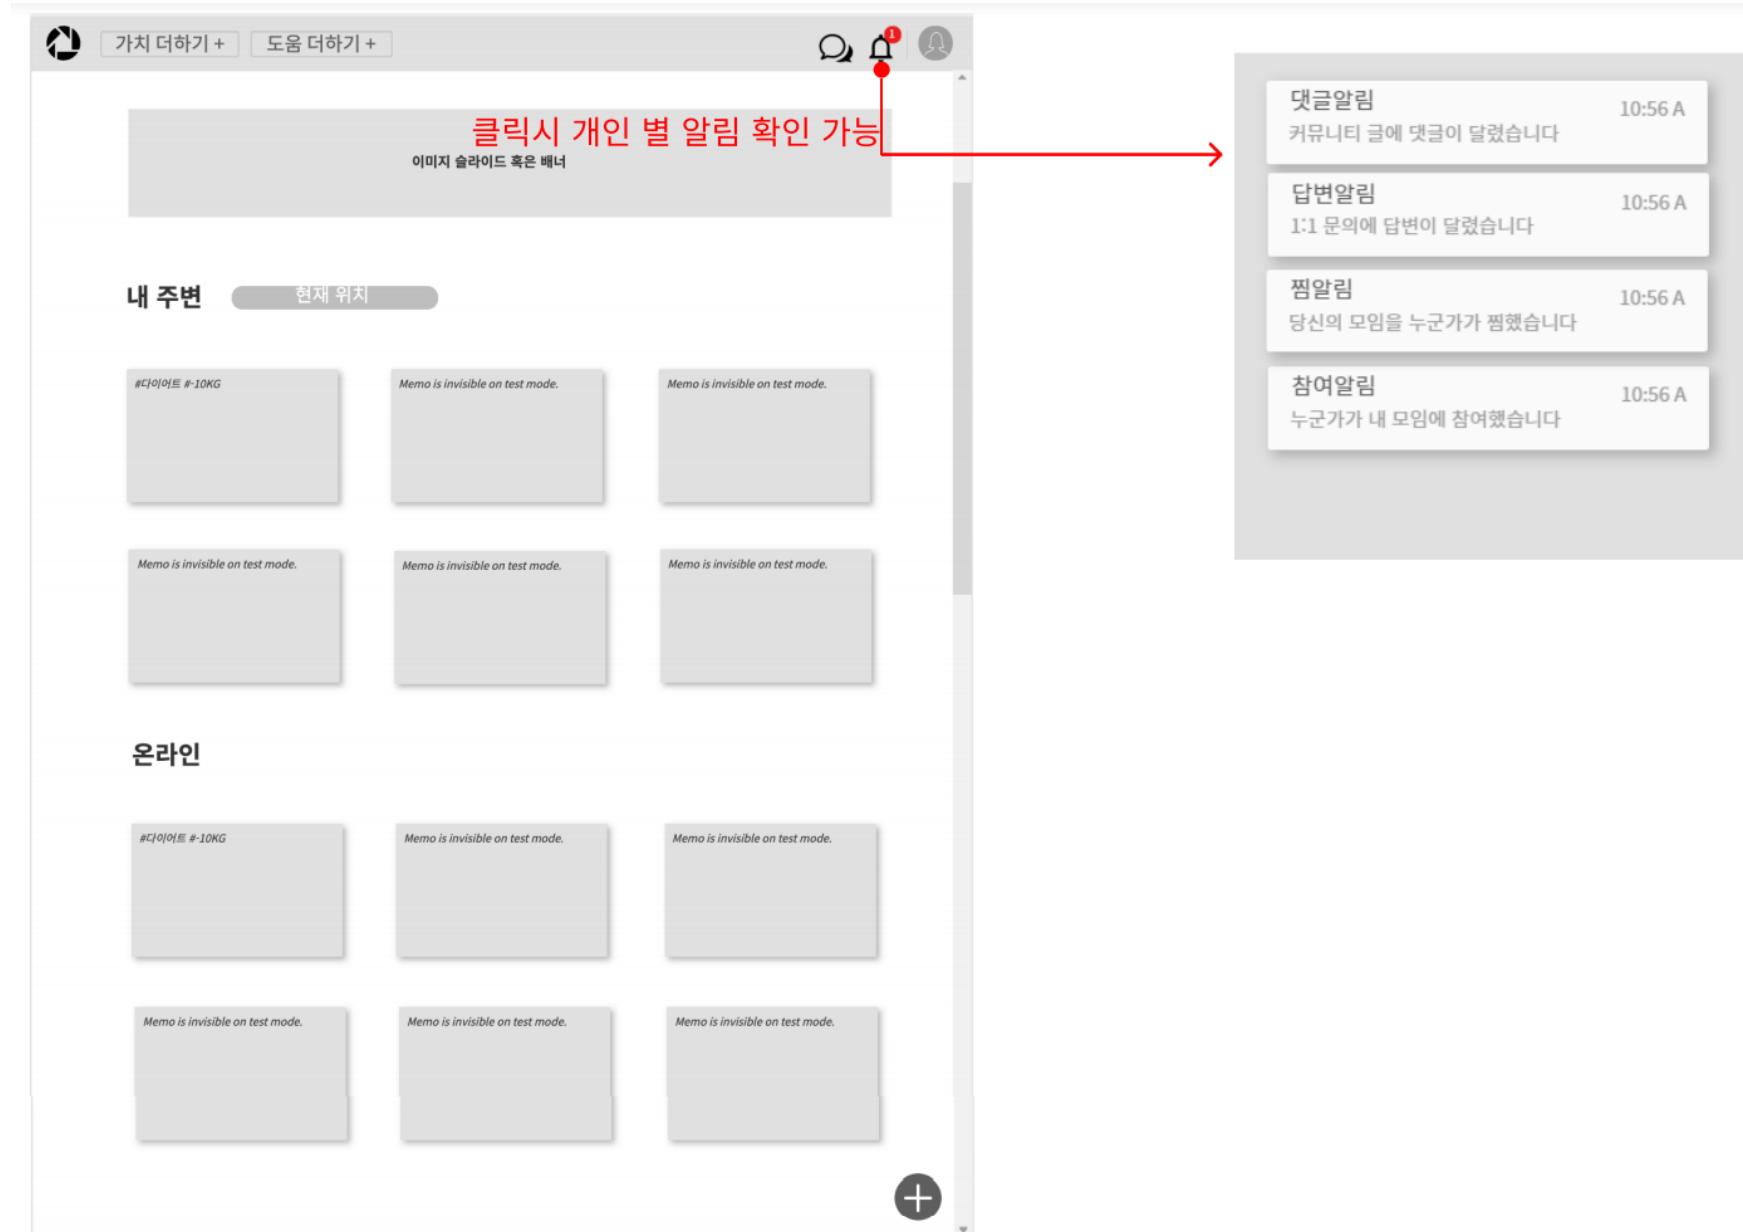 가치 더하기 +
도움 더하기 +
1
클릭시 개인 별 알림 확인 가능
이미지 슬라이드 혹은 배너
내 주변
현재 위치
#다이어트 #-10KG
Memo is invisible on test mode.
Memo is invisible on test mode.
Memo is invisible on test mode.
Memo is invisible on test mode.
Memo is invisible on test mode.
온라인
#다이어트 #-10KG
Memo is invisible on test mode.
Memo is invisible on test mode.
Memo is invisible on test mode.
Memo is invisible on test mode.
Memo is invisible on test mode.
댓글알림
10:56 A
커뮤니티 글에 댓글이 달렸습니다
답변알림
10:56 A
1:1 문의에 답변이 달렸습니다
찜알림
10:56 A
당신의 모임을 누군가가 찜했습니다
참여알림
10:56 A
누군가가 내 모임에 참여했습니다